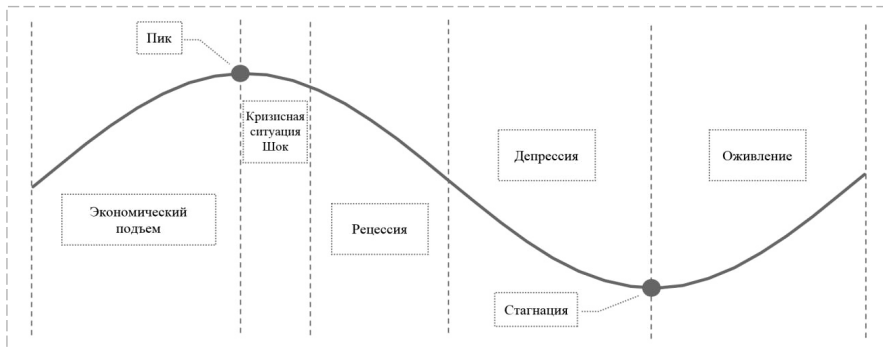 Пик
Кризисная
ситуация
Шок
Депрессия
Оживление
Экономический
подъем
Рецессия
Стагнация